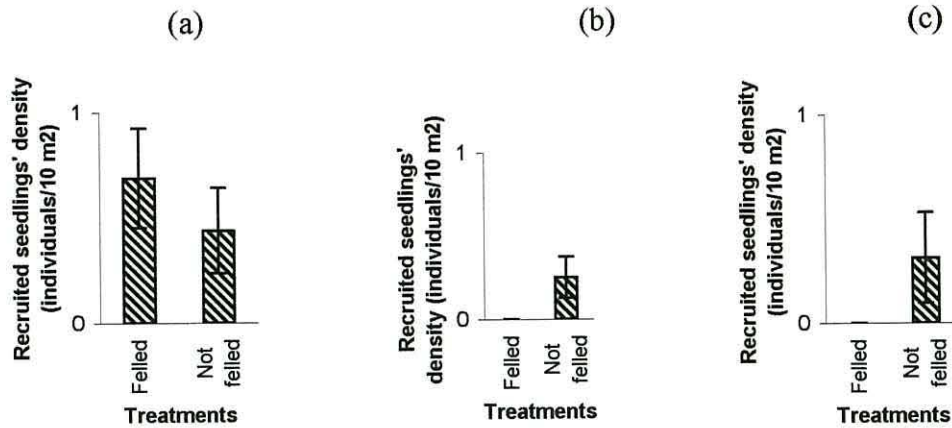 (a)
Recruited seedlings' density
(individuals/10 m2)
1
0
Felled
Not
felled
Treatments
(b)
Recruited seedlings'
density (individuals/10 m2)
1
0
Felled
Not
felled
Treatments
(c)
Recruited seedlings' density
(individuals/10 m2)
1
0
Felled
Not
felled
Treatments